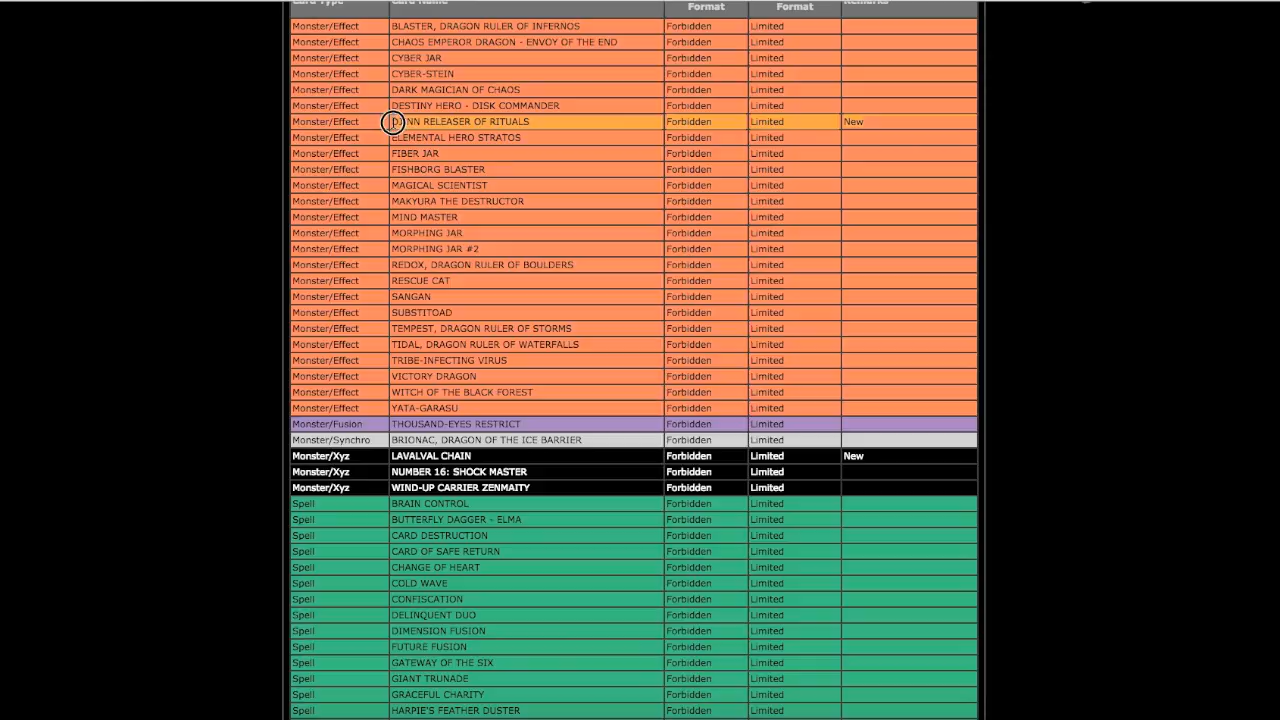 Card Type Card Name Format Format Remarks
Monster/Effect BLASTER, DRAGON RULER OF INFERNOS Forbidden Limited
Monster/Effect CHAOS EMPEROR DRAGON - ENVOY OF THE END Forbidden Limited
Monster/Effect CYBER JAR Forbidden Limited
Monster/Effect CYBER-STEIN Forbidden Limited
Monster/Effect DARK MAGICIAN OF CHAOS Forbidden Limited
Monster/Effect DESTINY HERO - DISK COMMANDER Forbidden Limited
Monster/Effect DJINN RELEASER OF RITUALS Forbidden Limited New
Monster/Effect ELEMENTAL HERO STRATOS Forbidden Limited
Monster/Effect FIBER JAR Forbidden Limited
Monster/Effect FISHBORG BLASTER Forbidden Limited
Monster/Effect MAGICAL SCIENTIST Forbidden Limited
Monster/Effect MAKYURA THE DESTRUCTOR Forbidden Limited
Monster/Effect MIND MASTER Forbidden Limited
Monster/Effect MORPHING JAR Forbidden Limited
Monster/Effect MORPHING JAR #2 Forbidden Limited
Monster/Effect REDOX, DRAGON RULER OF BOULDERS Forbidden Limited
Monster/Effect RESCUE CAT Forbidden Limited
Monster/Effect SANGAN Forbidden Limited
Monster/Effect SUBSTITOAD Forbidden Limited
Monster/Effect TEMPEST, DRAGON RULER OF STORMS Forbidden Limited
Monster/Effect TIDAL, DRAGON RULER OF WATERFALLS Forbidden Limited
Monster/Effect TRIBE-INFECTING VIRUS Forbidden Limited
Monster/Effect VICTORY DRAGON Forbidden Limited
Monster/Effect WITCH OF THE BLACK FOREST Forbidden Limited
Monster/Effect YATA-GARASU Forbidden Limited
Monster/Fusion THOUSAND-EYES RESTRICT Forbidden Limited
Monster/Synchro BRIONAC, DRAGON OF THE ICE BARRIER Forbidden Limited
Monster/Xyz LAVALVAL CHAIN Forbidden Limited New
Monster/Xyz NUMBER 16: SHOCK MASTER Forbidden Limited
Monster/Xyz WIND-UP CARRIER ZENMAITY Forbidden Limited
Spell BRAIN CONTROL Forbidden Limited
Spell BUTTERFLY DAGGER - ELMA Forbidden Limited
Spell CARD DESTRUCTION Forbidden Limited
Spell CARD OF SAFE RETURN Forbidden Limited
Spell CHANGE OF HEART Forbidden Limited
Spell COLD WAVE Forbidden Limited
Spell CONFISCATION Forbidden Limited
Spell DELINQUENT DUO Forbidden Limited
Spell DIMENSION FUSION Forbidden Limited
Spell FUTURE FUSION Forbidden Limited
Spell GATEWAY OF THE SIX Forbidden Limited
Spell GIANT TRUNADE Forbidden Limited
Spell GRACEFUL CHARITY Forbidden Limited
Spell HARPIE'S FEATHER DUSTER Forbidden Limited